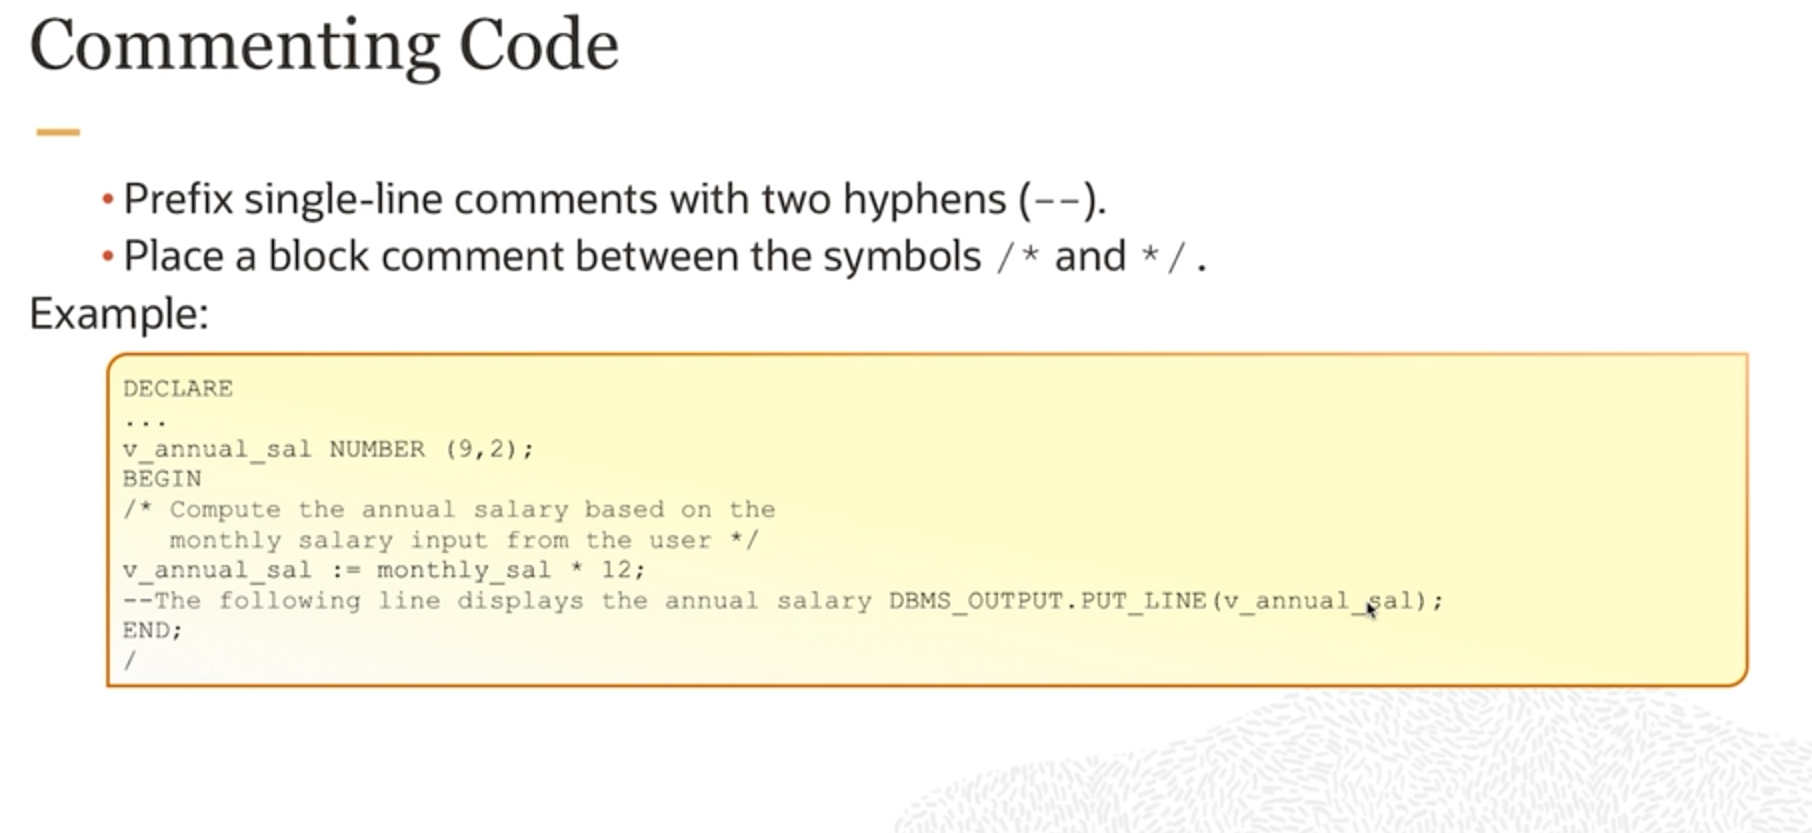 Commenting Code
• Prefix single-line comments with two hyphens (--).
• Place a block comment between the symbols /* and */.
Example:
DECLARE
...
v_annual_sal NUMBER (9,2);
BEGIN
/* Compute the annual salary based on the
   monthly salary input from the user */
v_annual_sal := monthly_sal * 12;
--The following line displays the annual salary DBMS_OUTPUT.PUT_LINE(v_annual_sal);
END;
/